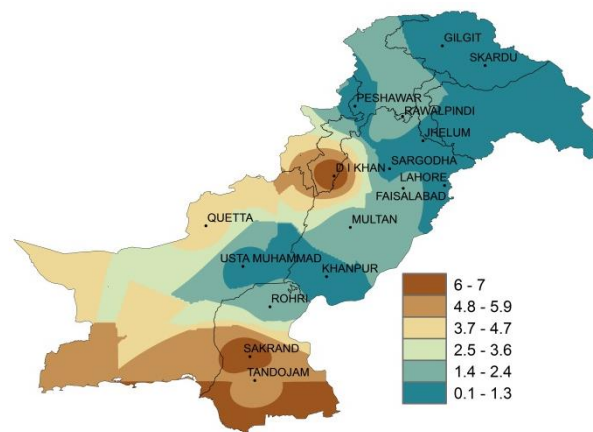 GILGIT
SKARDU
PESHAWAR
RAWALPINDI
JHELUM
D I KHAN
SARGODHA
LAHORE
FAISALABAD
QUETTA
MULTAN
USTA MUHAMMAD
KHANPUR
ROHRI
SAKRAND
TANDOJAM
6 - 7
4.8 - 5.9
3.7 - 4.7
2.5 - 3.6
1.4 - 2.4
0.1 - 1.3